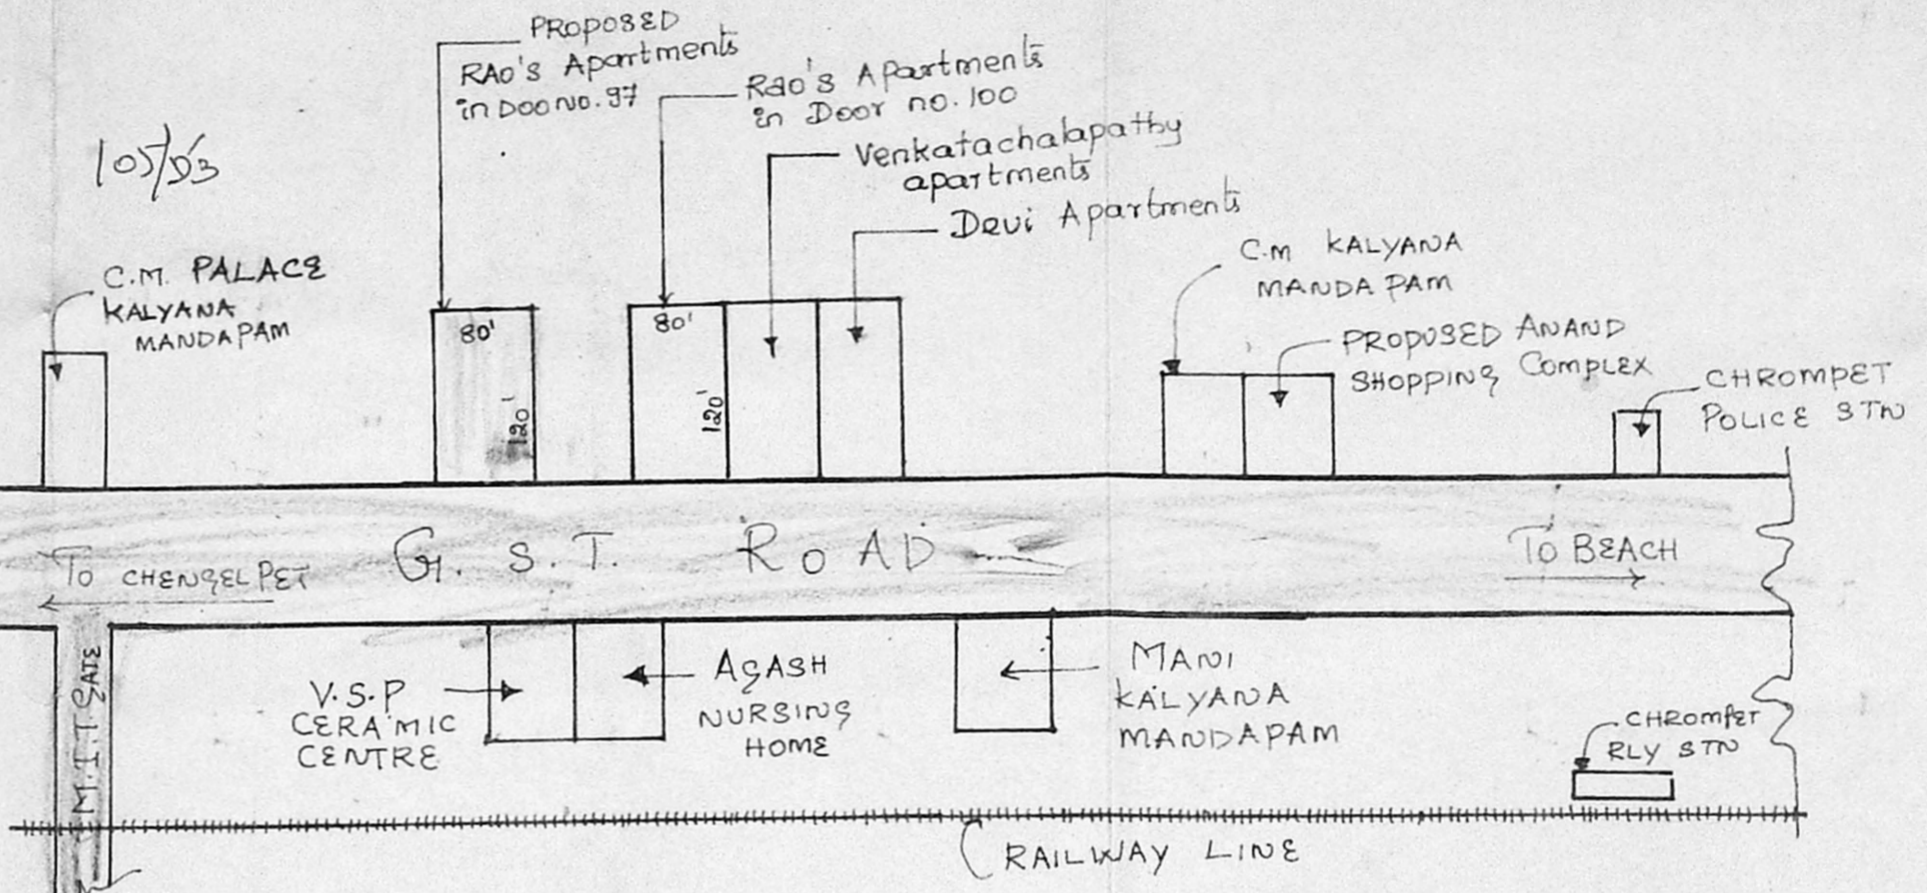 PROPOSED
RAO'S Apartments
in DOO NO. 97
Rao's Apartments
in Door no. 100
Venkatachalapathy
apartments
Devi Apartments
105/D3
C.M. PALACE
KALYANA
MANDAPAM
80'
120'
80'
120'
C.M KALYANA
MANDAPAM
PROPOSED ANAND
SHOPPING COMPLEX
CHROMPET
POLICE STN
TO CHENGELPET
G. S. T. ROAD
TO BEACH
M.I.T. GATE
V.S.P
CERAMIC
CENTRE
AGASH
NURSING
HOME
MANI
KALYANA
MANDAPAM
CHROMPET
RLY STN
RAILWAY LINE